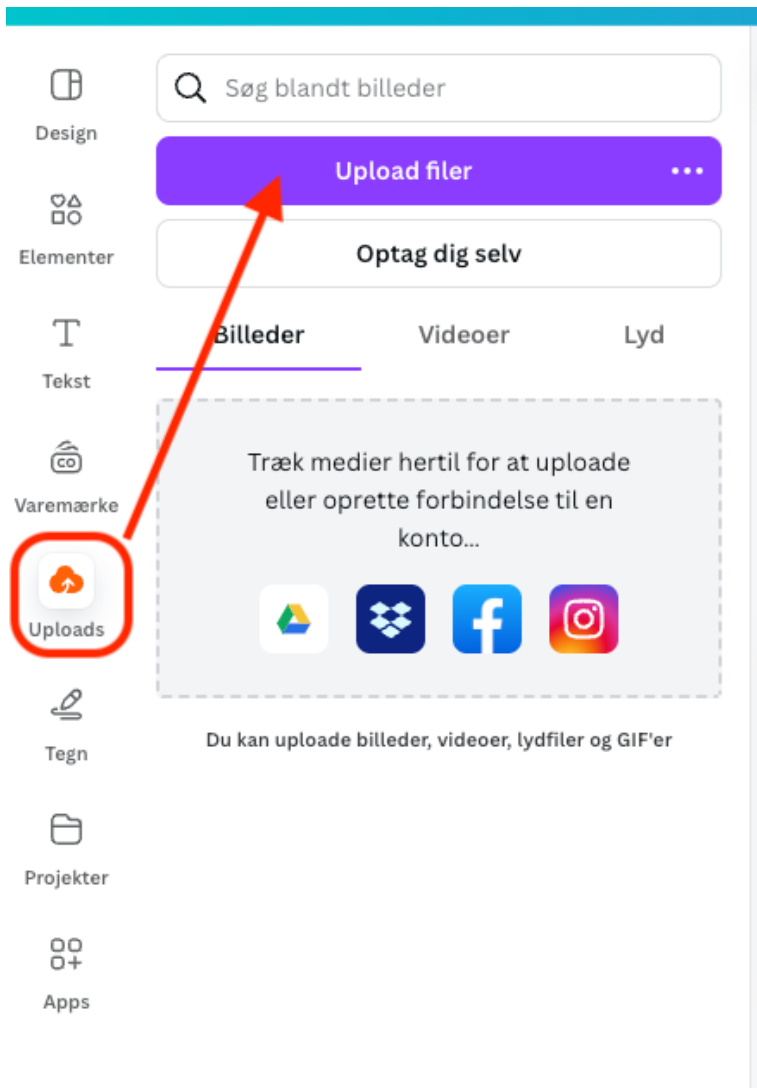 Design
Elementer
Tekst
CO
Varemærke
Uploads
Tegn
Projekter
Apps
Søg blandt billeder
Upload filer
Optag dig selv
Billeder Videoer Lyd
Træk medier hertil for at uploade
eller oprette forbindelse til en
konto...
Du kan uploade billeder, videoer, lydfiler og GIF'er